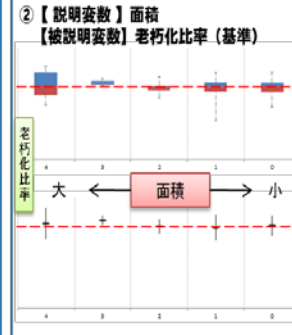 ②【 説明変数 】面積
【被説明変数】老朽化比率（基準）
老朽化比率
4 3 2 1 0
大 面積 小
4 3 2 1 0